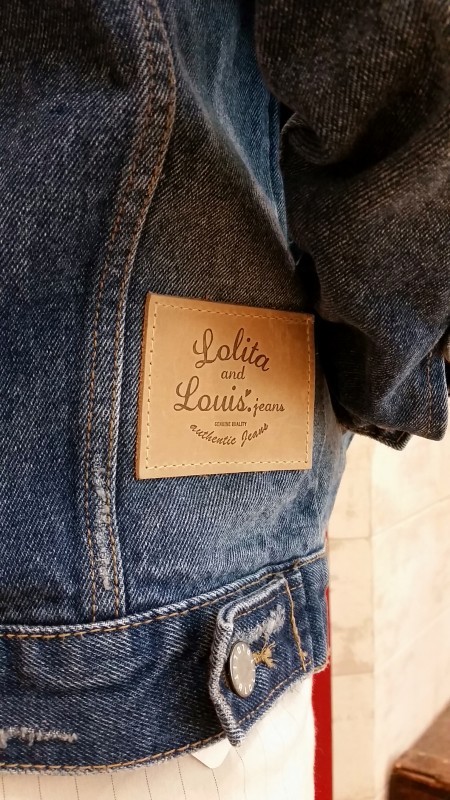 Lolita
and
Louis.jeans
GENUINE QUALITY
authentic Jeans